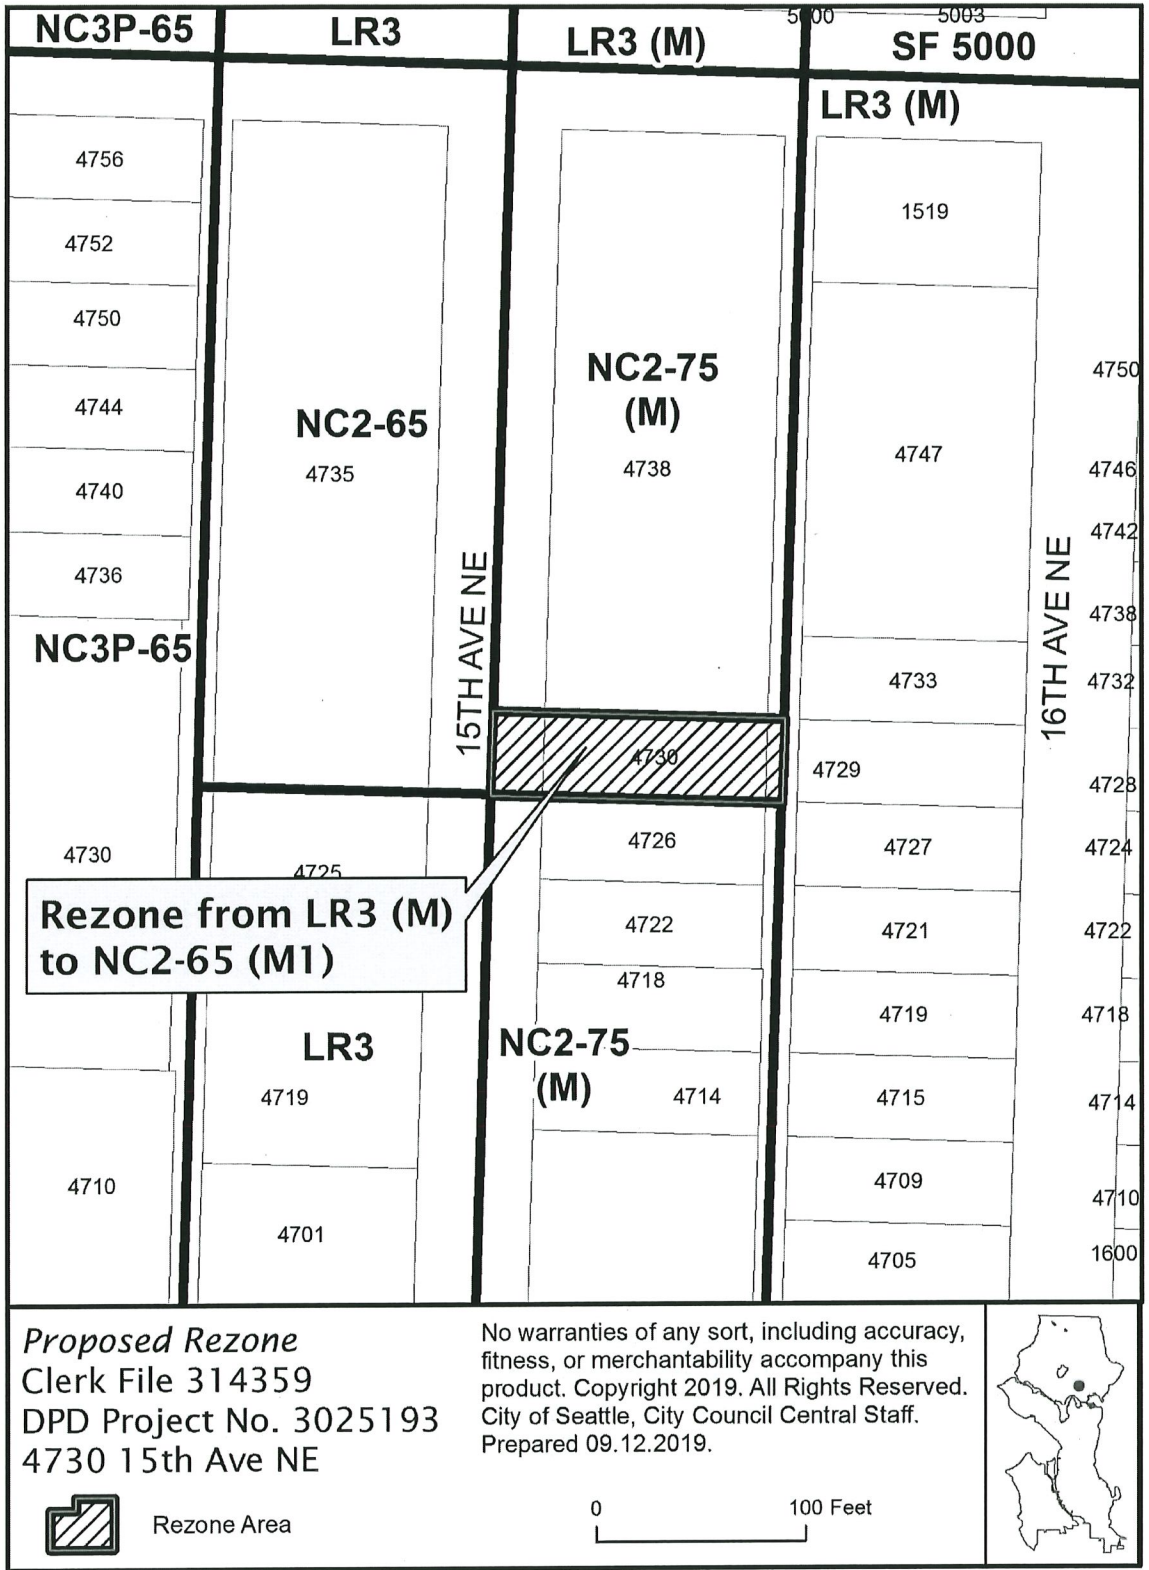 NC3P-65
LR3
LR3 (M)
5000
5003
SF 5000
LR3 (M)
4756
4752
4750
4744
4740
4736
NC3P-65
4730
4710
NC2-65
4735
4725
LR3
4719
4701
15TH AVE NE
NC2-75
(M)
4738
4730
4726
4722
4718
NC2-75
(M)
4714
1519
4747
4733
4729
4727
4721
4719
4715
4709
4705
16TH AVE NE
4750
4746
4742
4738
4732
4728
4724
4722
4718
4714
4710
1600
Rezone from LR3 (M)
to NC2-65 (M1)
Proposed Rezone
Clerk File 314359
DPD Project No. 3025193
4730 15th Ave NE
Rezone Area
No warranties of any sort, including accuracy,
fitness, or merchantability accompany this
product. Copyright 2019. All Rights Reserved.
City of Seattle, City Council Central Staff.
Prepared 09.12.2019.
0
100 Feet